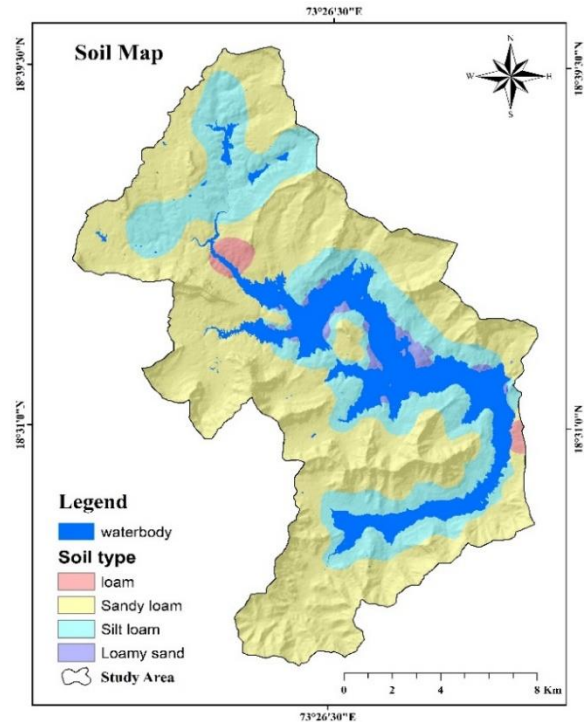 73°26'30"E
Soil Map
N
W E
S
18°39'30"N
18°39'30"N
18°31'0"N
18°31'0"N
Legend
waterbody
Soil type
loam
Sandy loam
Silt loam
Loamy sand
Study Area
0 2 4 8 Km
73°26'30"E